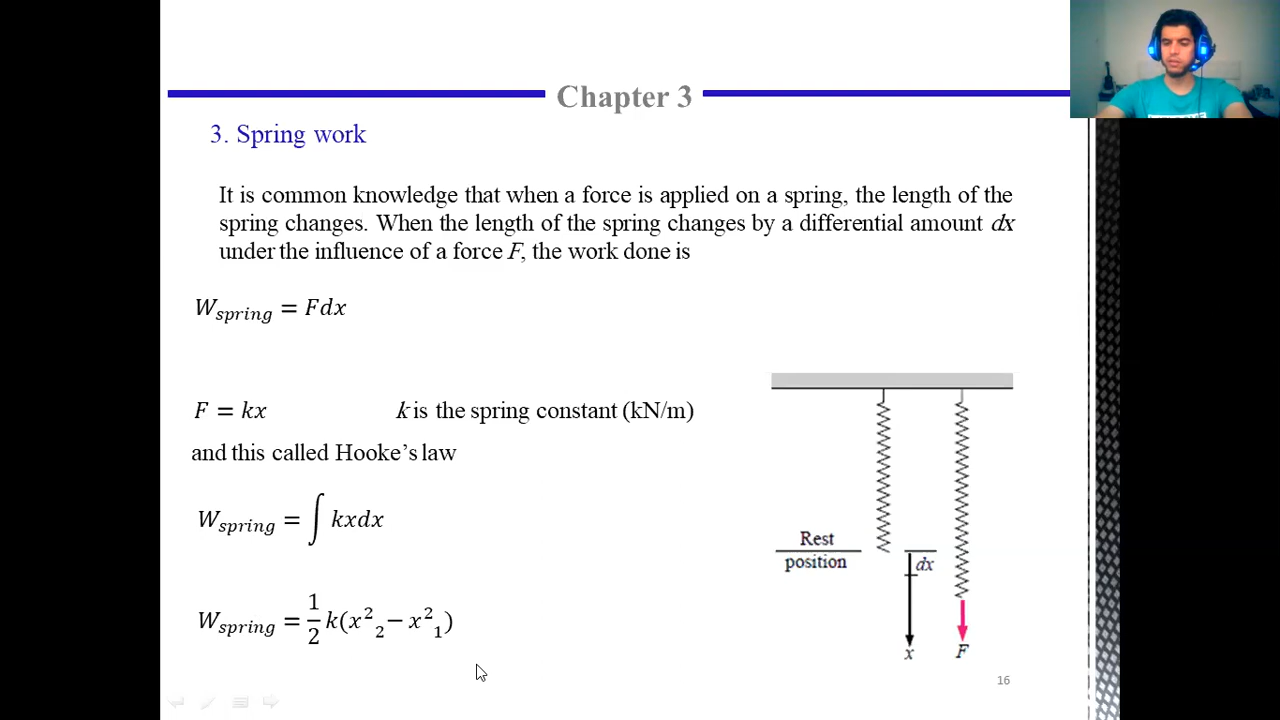 Chapter 3
3. Spring work
It is common knowledge that when a force is applied on a spring, the length of the
spring changes. When the length of the spring changes by a differential amount dx
under the influence of a force F, the work done is
W_spring = Fdx
F = kx k is the spring constant (kN/m)
and this called Hooke’s law
W_spring = ∫ kxdx
W_spring = 1/2 k(x²₂ − x²₁)
Rest
position
dx
x
F
16